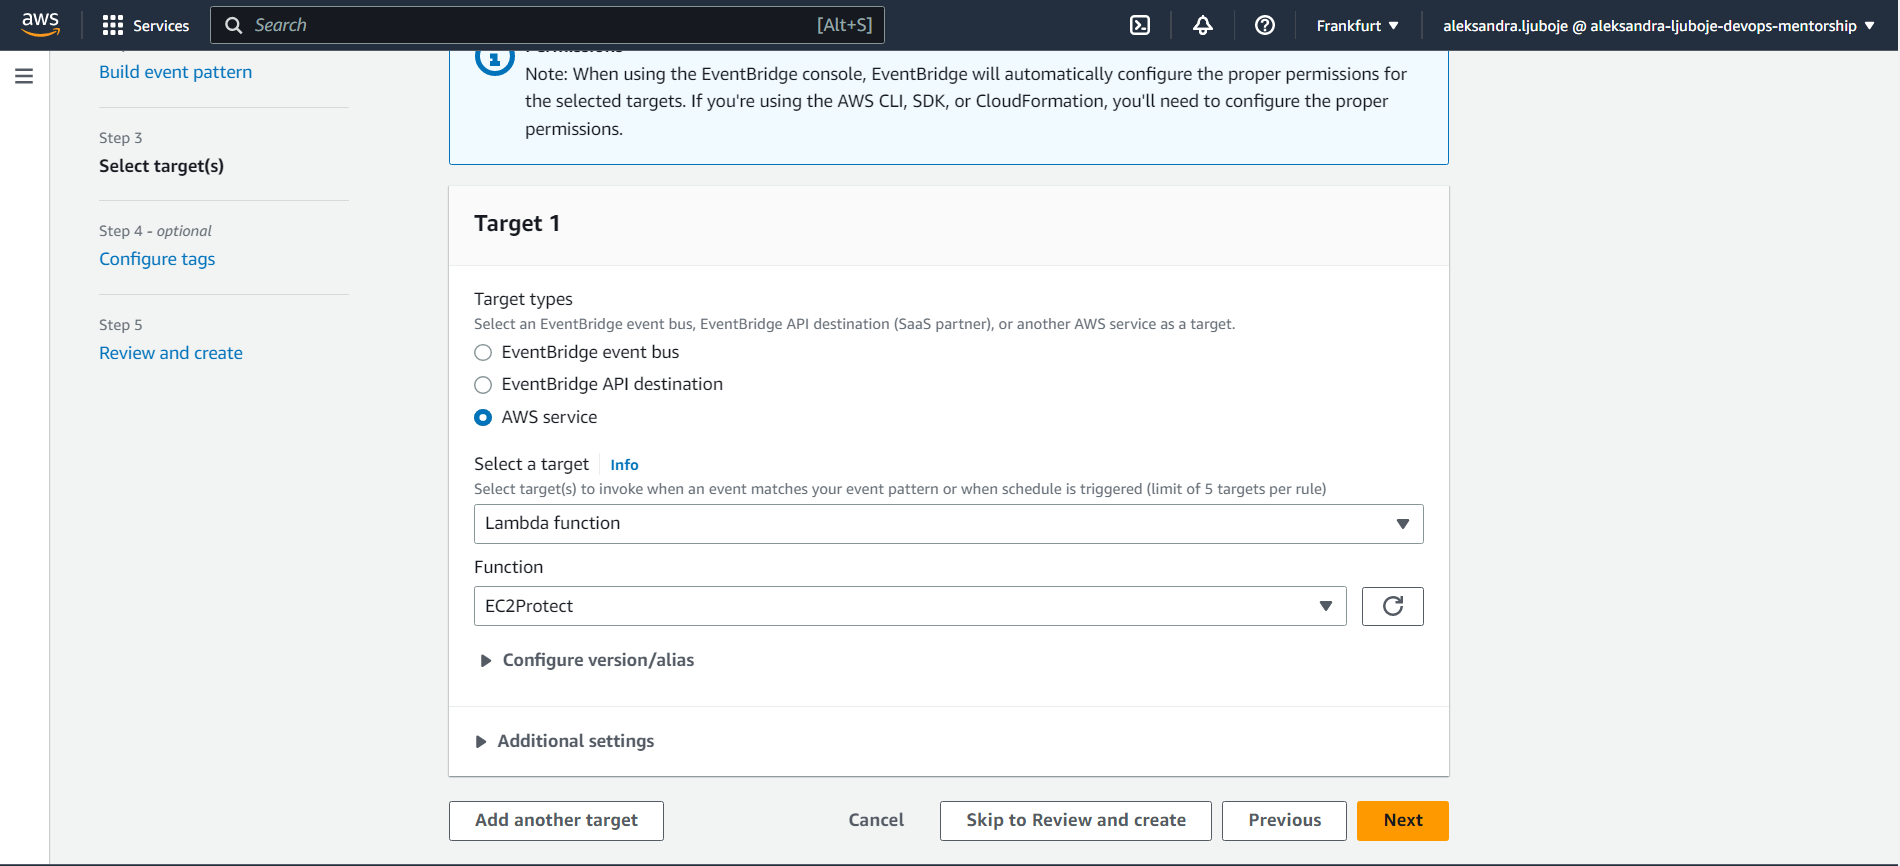 aws
Services
Search
[Alt+S]
Frankfurt
aleksandra.ljuboje @ aleksandra-ljuboje-devops-mentorship
Build event pattern
Step 3
Select target(s)
Step 4 - optional
Configure tags
Step 5
Review and create
Permissions
Note: When using the EventBridge console, EventBridge will automatically configure the proper permissions for
the selected targets. If you're using the AWS CLI, SDK, or CloudFormation, you'll need to configure the proper
permissions.
Target 1
Target types
Select an EventBridge event bus, EventBridge API destination (SaaS partner), or another AWS service as a target.
EventBridge event bus
EventBridge API destination
AWS service
Select a target Info
Select target(s) to invoke when an event matches your event pattern or when schedule is triggered (limit of 5 targets per rule)
Lambda function
Function
EC2Protect
Configure version/alias
Additional settings
Add another target
Cancel
Skip to Review and create
Previous
Next